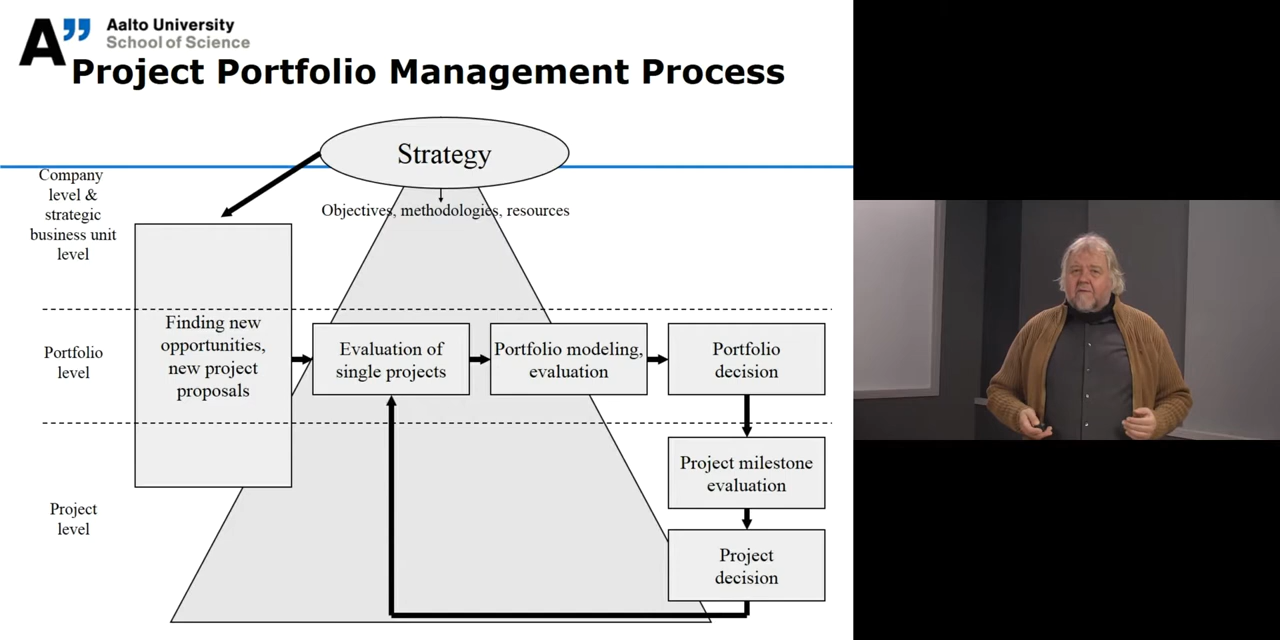 A”
Aalto University
School of Science
Project Portfolio Management Process
Strategy
Company
level &
strategic
business unit
level
Objectives, methodologies, resources
Finding new
opportunities,
new project
proposals
Portfolio
level
Evaluation of
single projects
Portfolio modeling,
evaluation
Portfolio
decision
Project milestone
evaluation
Project
level
Project
decision